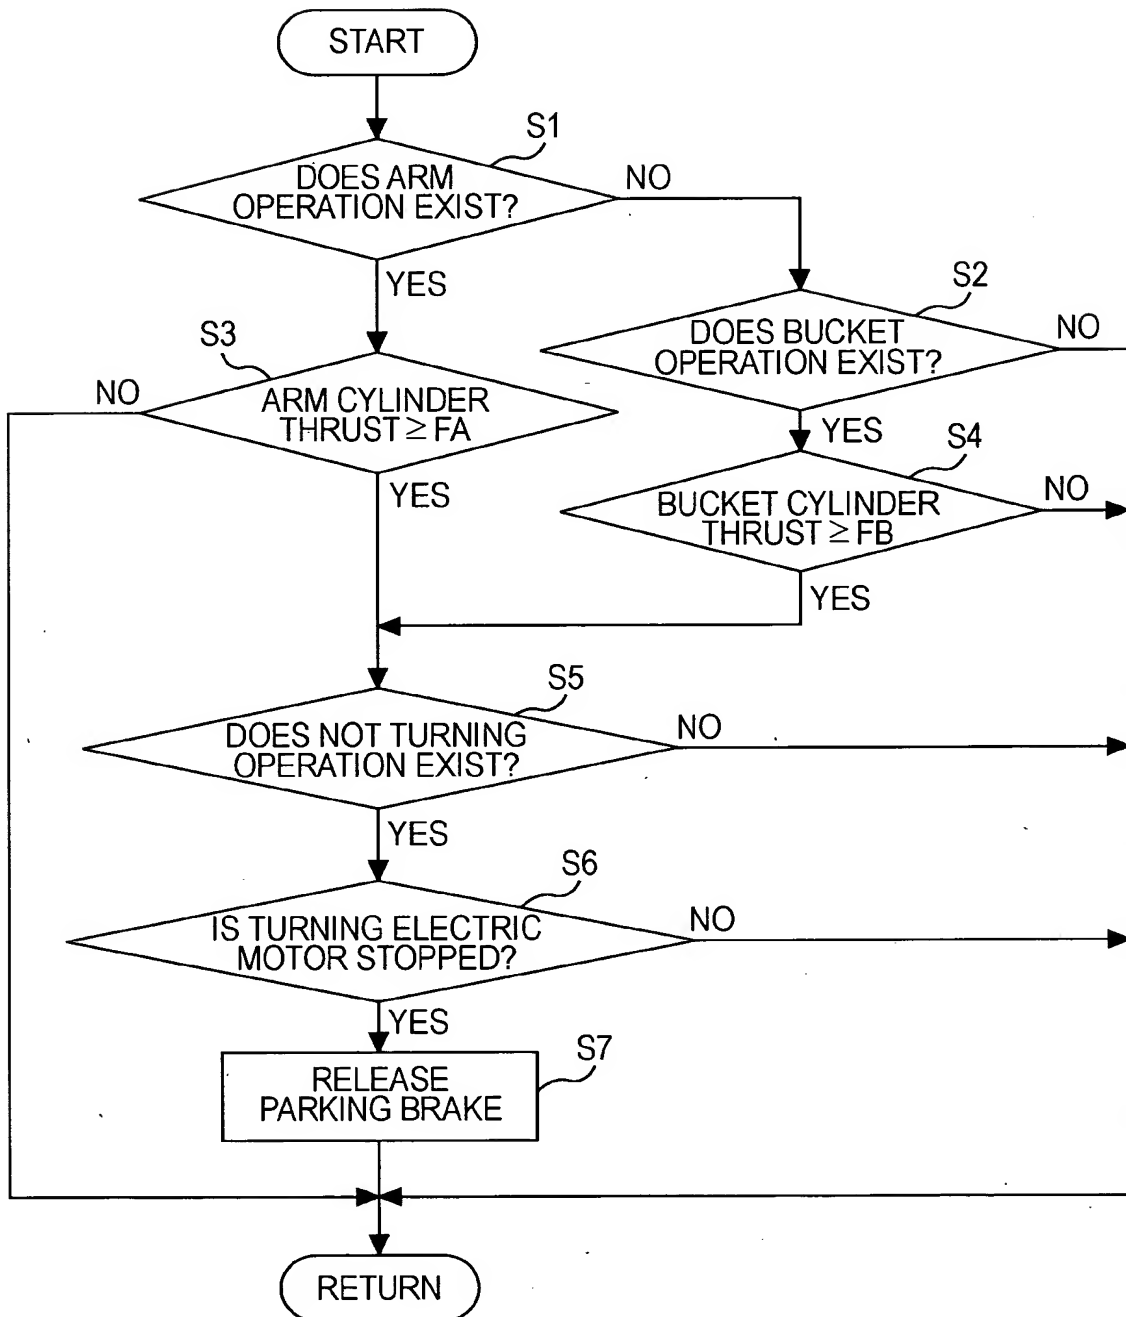 START
S1
DOES ARM
OPERATION EXIST?
NO
YES
S2
DOES BUCKET
OPERATION EXIST?
NO
YES
S3
NO
ARM CYLINDER
THRUST ≥ FA
YES
S4
BUCKET CYLINDER
THRUST ≥ FB
NO
YES
S5
DOES NOT TURNING
OPERATION EXIST?
NO
YES
S6
IS TURNING ELECTRIC
MOTOR STOPPED?
NO
YES
S7
RELEASE
PARKING BRAKE
RETURN